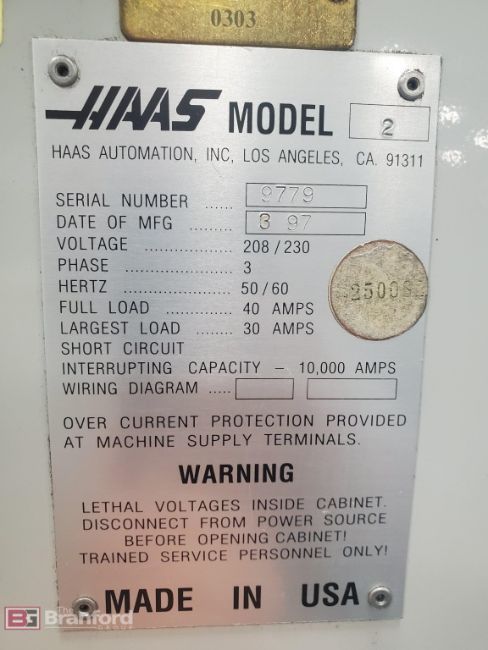 0303
HAAS MODEL 2
HAAS AUTOMATION, INC, LOS ANGELES, CA. 91311
SERIAL NUMBER ...... 9779
DATE OF MFG ......... 3 97
VOLTAGE .................. 208/230
PHASE ...................... 3
HERTZ ...................... 50/60
FULL LOAD .............. 40 AMPS
LARGEST LOAD ........ 30 AMPS
SHORT CIRCUIT
INTERRUPTING CAPACITY – 10,000 AMPS
WIRING DIAGRAM .....
OVER CURRENT PROTECTION PROVIDED
AT MACHINE SUPPLY TERMINALS.
WARNING
LETHAL VOLTAGES INSIDE CABINET.
DISCONNECT FROM POWER SOURCE
BEFORE OPENING CABINET!
TRAINED SERVICE PERSONNEL ONLY!
MADE IN USA
BG The
Branford
GROUP